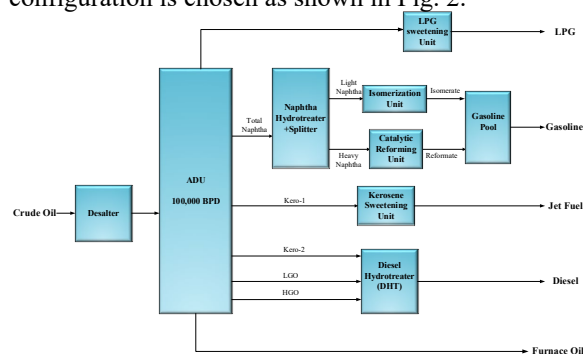 configuration is chosen as shown in Fig. 2.
LPG
sweetening
Unit
LPG
Light
Naphtha
Isomerization
Unit
Isomerate
Naphtha
Hydrotreater
+Splitter
Total
Naphtha
Gasoline
Pool
Gasoline
Catalytic
Reforming
Unit
Heavy
Naphtha
Reformate
ADU
100,000 BPD
Crude Oil
Desalter
Kero-1
Kerosene
Sweetening
Unit
Jet Fuel
Kero-2
LGO
HGO
Diesel
Hydrotreater
(DHT)
Diesel
Furnace Oil